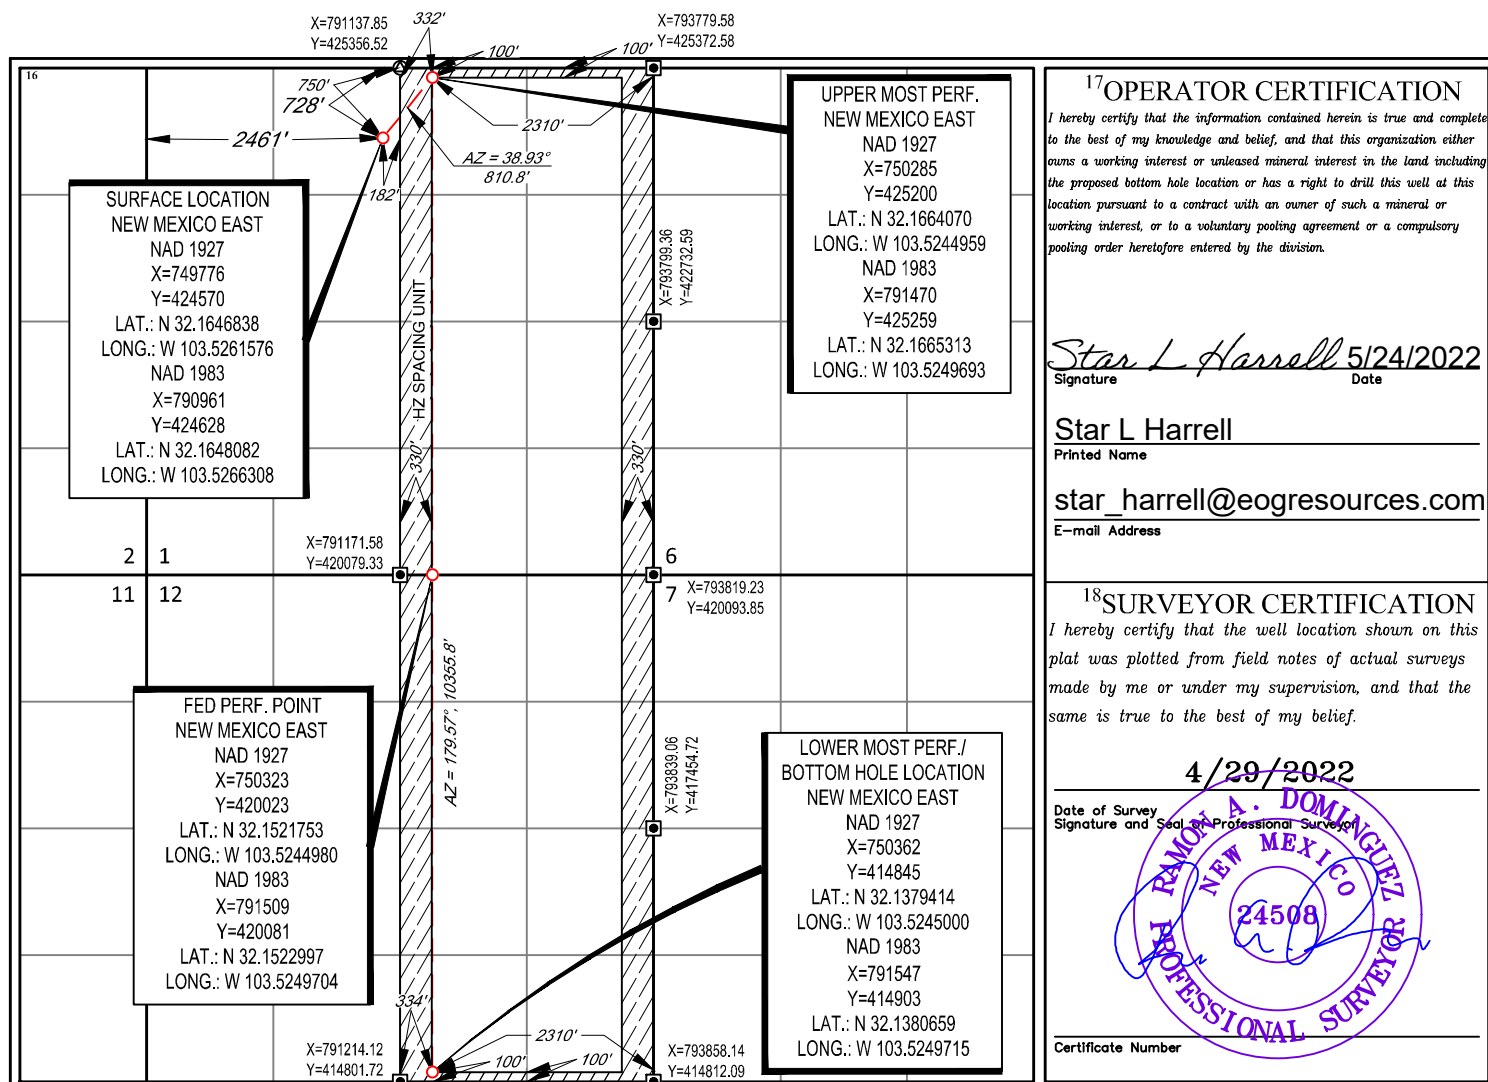 X=791137.85
Y=425356.52
332'
X=793779.58
Y=425372.58
100'
100'
16
750'
728'
2461'
182'
2310'
AZ = 38.93°
810.8'
SURFACE LOCATION
NEW MEXICO EAST
NAD 1927
X=749776
Y=424570
LAT.: N 32.1646838
LONG.: W 103.5261576
NAD 1983
X=790961
Y=424628
LAT.: N 32.1648082
LONG.: W 103.5266308
UPPER MOST PERF.
NEW MEXICO EAST
NAD 1927
X=750285
Y=425200
LAT.: N 32.1664070
LONG.: W 103.5244959
NAD 1983
X=791470
Y=425259
LAT.: N 32.1665313
LONG.: W 103.5249693
X=793799.36
Y=422732.59
HZ SPACING UNIT
330'
330'
2 1
6
X=791171.58
Y=420079.33
11 12
7
X=793819.23
Y=420093.85
FED PERF. POINT
NEW MEXICO EAST
NAD 1927
X=750323
Y=420023
LAT.: N 32.1521753
LONG.: W 103.5244980
NAD 1983
X=791509
Y=420081
LAT.: N 32.1522997
LONG.: W 103.5249704
AZ = 179.57°, 10355.8'
X=793839.06
Y=417454.72
LOWER MOST PERF./
BOTTOM HOLE LOCATION
NEW MEXICO EAST
NAD 1927
X=750362
Y=414845
LAT.: N 32.1379414
LONG.: W 103.5245000
NAD 1983
X=791547
Y=414903
LAT.: N 32.1380659
LONG.: W 103.5249715
334'
2310'
100'
100'
X=791214.12
Y=414801.72
X=793858.14
Y=414812.09
17OPERATOR CERTIFICATION
I hereby certify that the information contained herein is true and complete
to the best of my knowledge and belief, and that this organization either
owns a working interest or unleased mineral interest in the land including
the proposed bottom hole location or has a right to drill this well at this
location pursuant to a contract with an owner of such a mineral or
working interest, or to a voluntary pooling agreement or a compulsory
pooling order heretofore entered by the division.
Star L Harrell 5/24/2022
Signature Date
Star L Harrell
Printed Name
star_harrell@eogresources.com
E-mail Address
18SURVEYOR CERTIFICATION
I hereby certify that the well location shown on this
plat was plotted from field notes of actual surveys
made by me or under my supervision, and that the
same is true to the best of my belief.
4/29/2022
Date of Survey
Signature and Seal of Professional Surveyor
RAMON A. DOMINGUEZ
NEW MEXICO
24508
PROFESSIONAL SURVEYOR
Certificate Number